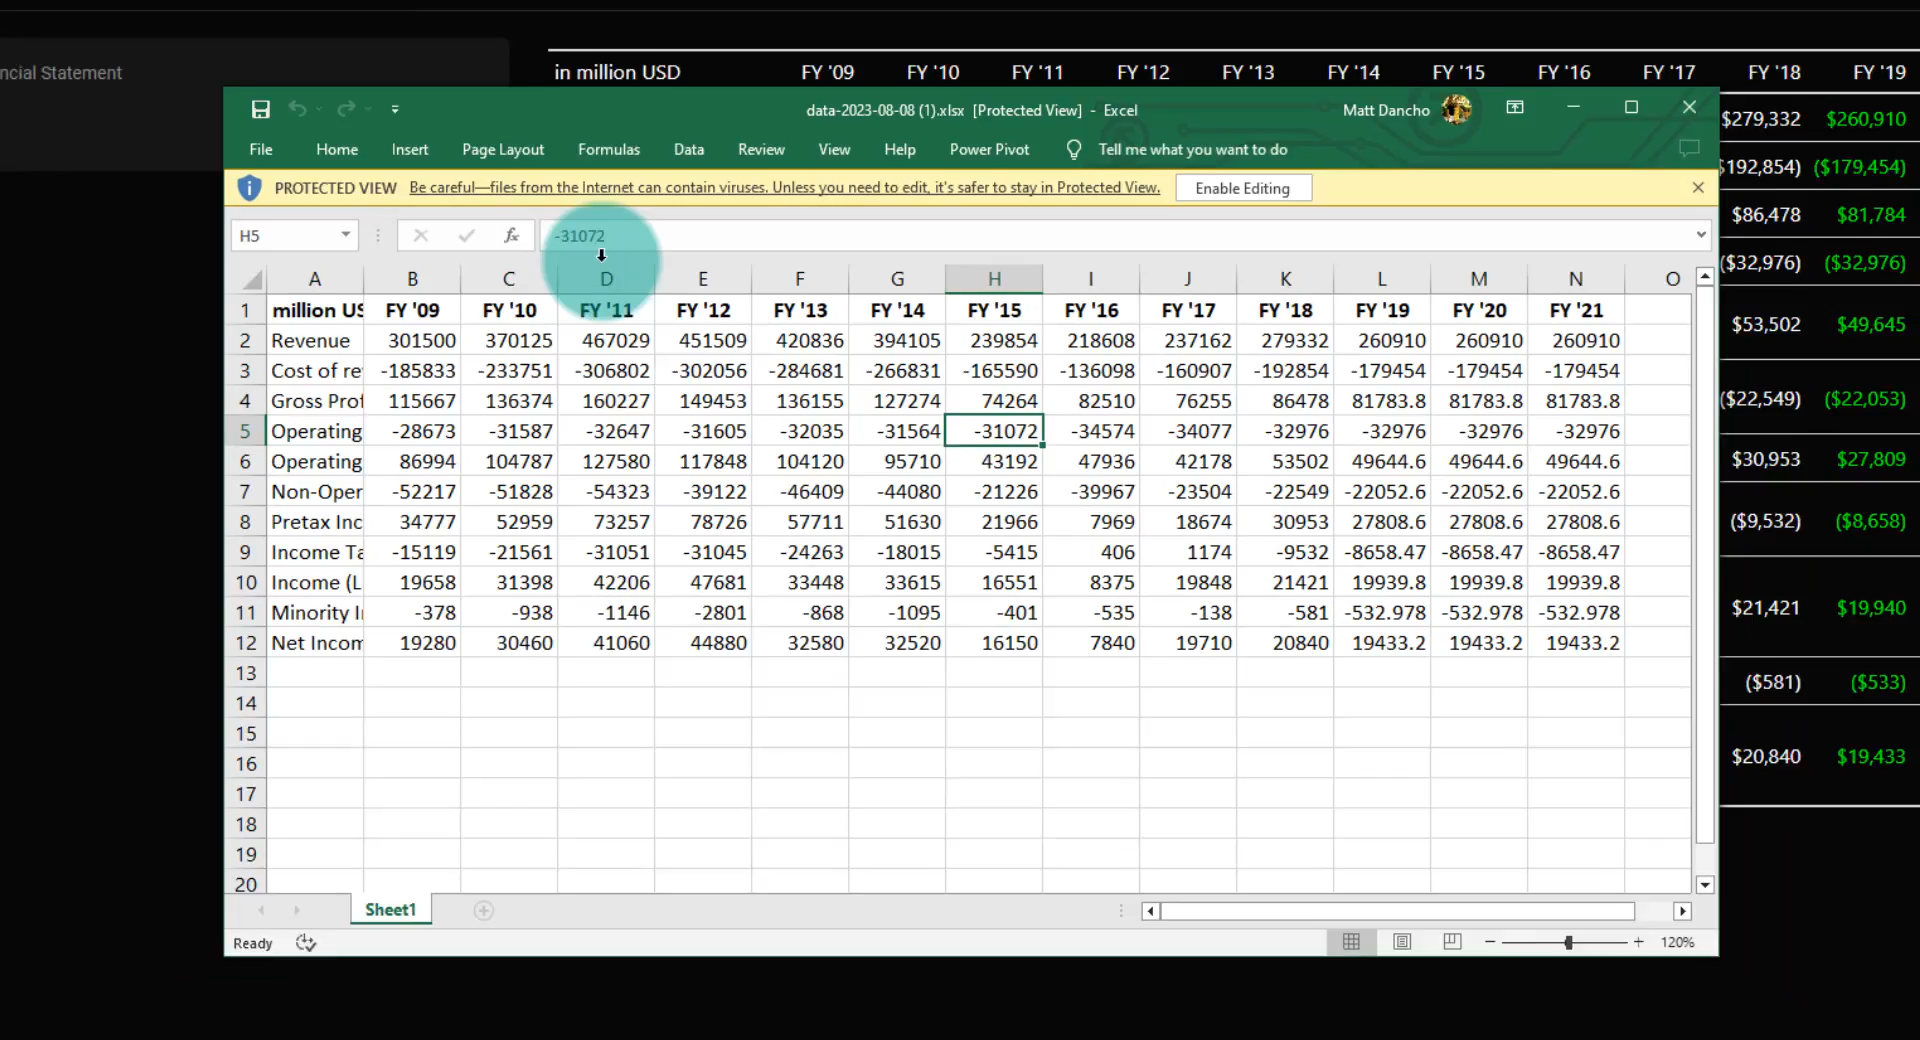 ncial Statement
in million USD FY '09 FY '10 FY '11 FY '12 FY '13 FY '14 FY '15 FY '16 FY '17 FY '18 FY '19
data-2023-08-08 (1).xlsx [Protected View] - Excel Matt Dancho
File Home Insert Page Layout Formulas Data Review View Help Power Pivot Tell me what you want to do
PROTECTED VIEW Be careful—files from the Internet can contain viruses. Unless you need to edit, it's safer to stay in Protected View. Enable Editing
H5 fx -31072
A B C D E F G H I J K L M N O
1 million US FY '09 FY '10 FY '11 FY '12 FY '13 FY '14 FY '15 FY '16 FY '17 FY '18 FY '19 FY '20 FY '21
2 Revenue 301500 370125 467029 451509 420836 394105 239854 218608 237162 279332 260910 260910 260910
3 Cost of re -185833 -233751 -306802 -302056 -284681 -266831 -165590 -136098 -160907 -192854 -179454 -179454 -179454
4 Gross Prof 115667 136374 160227 149453 136155 127274 74264 82510 76255 86478 81783.8 81783.8 81783.8
5 Operating -28673 -31587 -32647 -31605 -32035 -31564 -31072 -34574 -34077 -32976 -32976 -32976 -32976
6 Operating 86994 104787 127580 117848 104120 95710 43192 47936 42178 53502 49644.6 49644.6 49644.6
7 Non-Oper -52217 -51828 -54323 -39122 -46409 -44080 -21226 -39967 -23504 -22549 -22052.6 -22052.6 -22052.6
8 Pretax Inc 34777 52959 73257 78726 57711 51630 21966 7969 18674 30953 27808.6 27808.6 27808.6
9 Income Ta -15119 -21561 -31051 -31045 -24263 -18015 -5415 406 1174 -9532 -8658.47 -8658.47 -8658.47
10 Income (L 19658 31398 42206 47681 33448 33615 16551 8375 19848 21421 19939.8 19939.8 19939.8
11 Minority I -378 -938 -1146 -2801 -868 -1095 -401 -535 -138 -581 -532.978 -532.978 -532.978
12 Net Incom 19280 30460 41060 44880 32580 32520 16150 7840 19710 20840 19433.2 19433.2 19433.2
13
14
15
16
17
18
19
20
Sheet1
Ready 120%
$279,332 $260,910
($192,854) ($179,454)
$86,478 $81,784
($32,976) ($32,976)
$53,502 $49,645
($22,549) ($22,053)
$30,953 $27,809
($9,532) ($8,658)
$21,421 $19,940
($581) ($533)
$20,840 $19,433